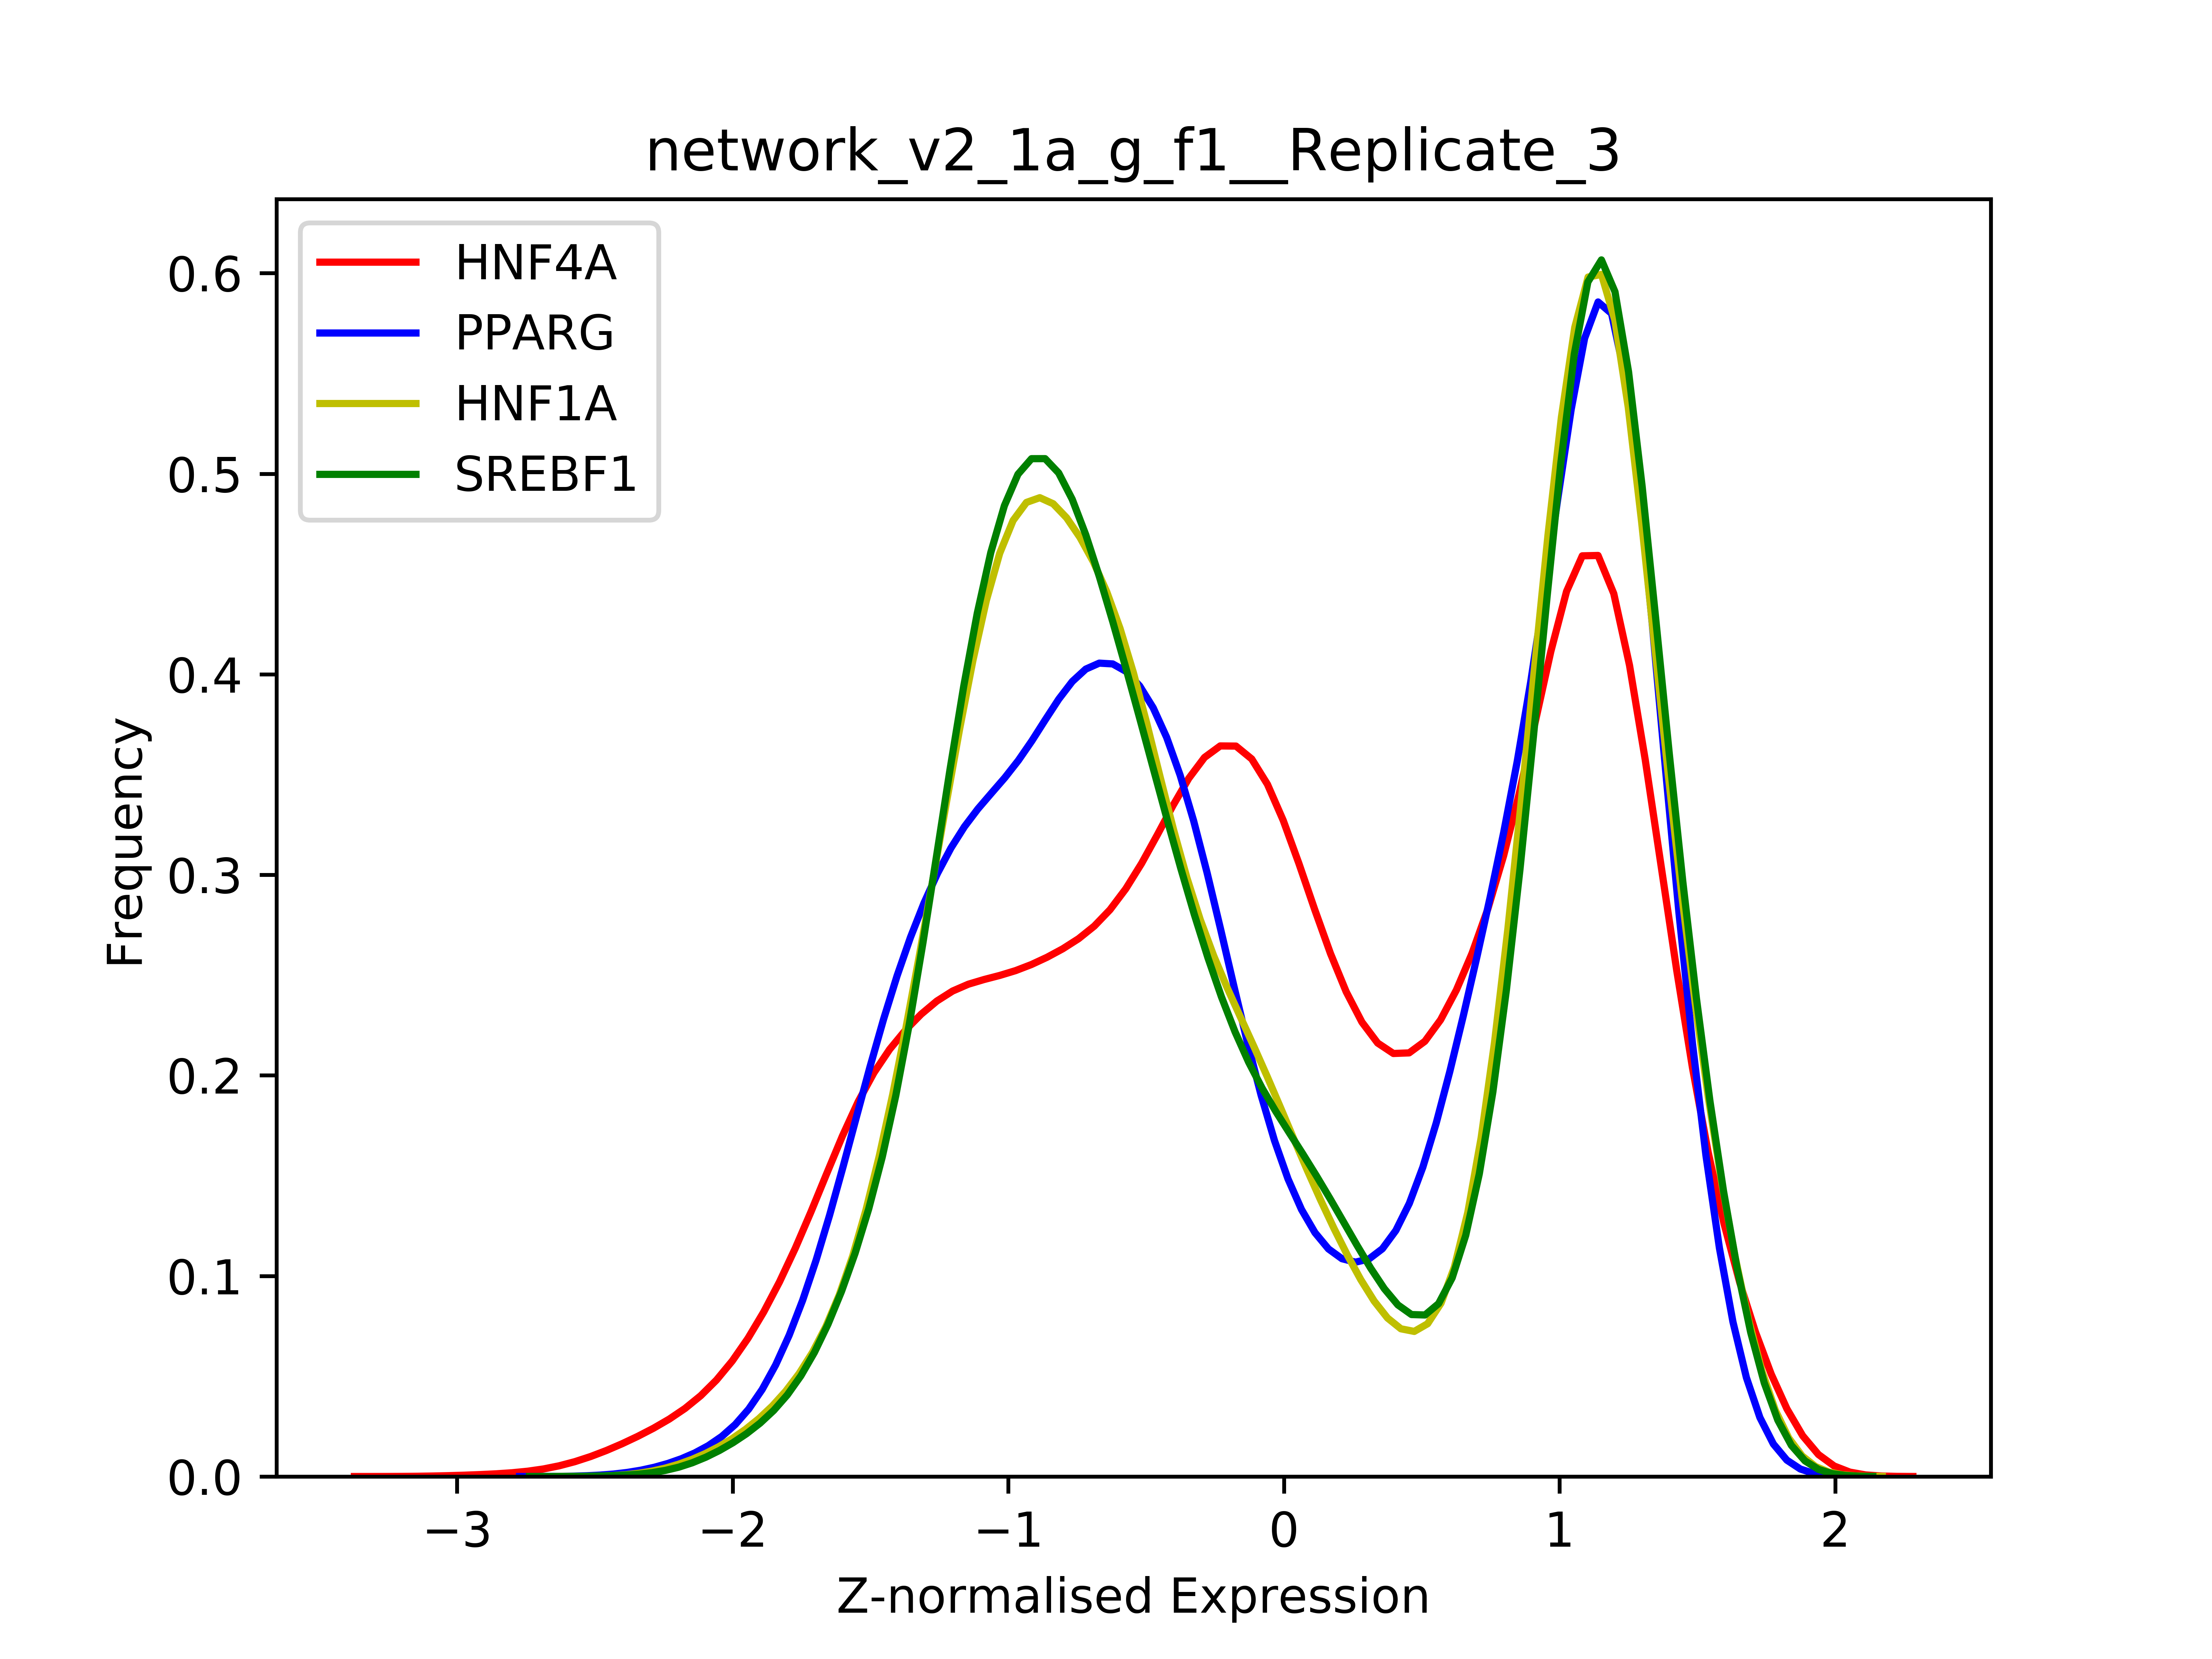 network_v2_1a_g_f1__Replicate_3
HNF4A
PPARG
HNF1A
SREBF1
0.6
0.5
0.4
0.3
0.2
0.1
0.0
Frequency
−3 −2 −1 0 1 2
Z-normalised Expression